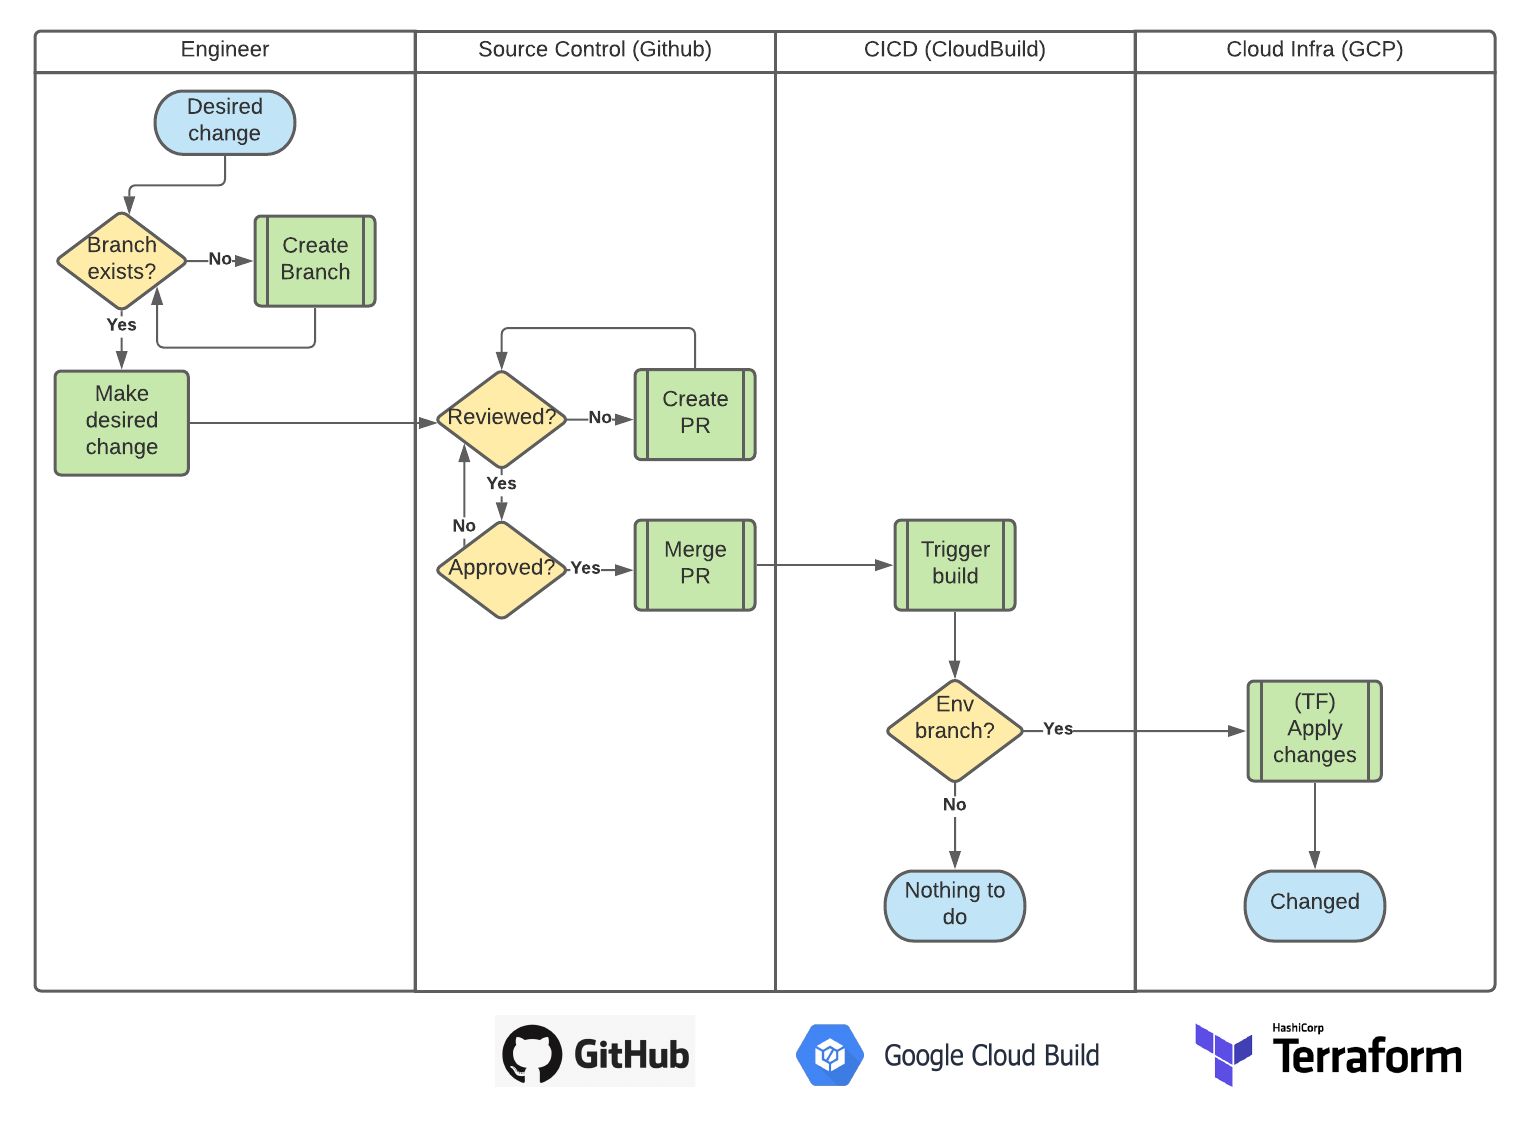 Engineer
Source Control (Github)
CICD (CloudBuild)
Cloud Infra (GCP)
Desired
change
Branch
exists?
No
Create
Branch
Yes
Make
desired
change
Reviewed?
No
Create
PR
Yes
No
Approved?
Yes
Merge
PR
Trigger
build
Env
branch?
Yes
No
Nothing to
do
(TF)
Apply
changes
Changed
GitHub
Google Cloud Build
HashiCorp
Terraform